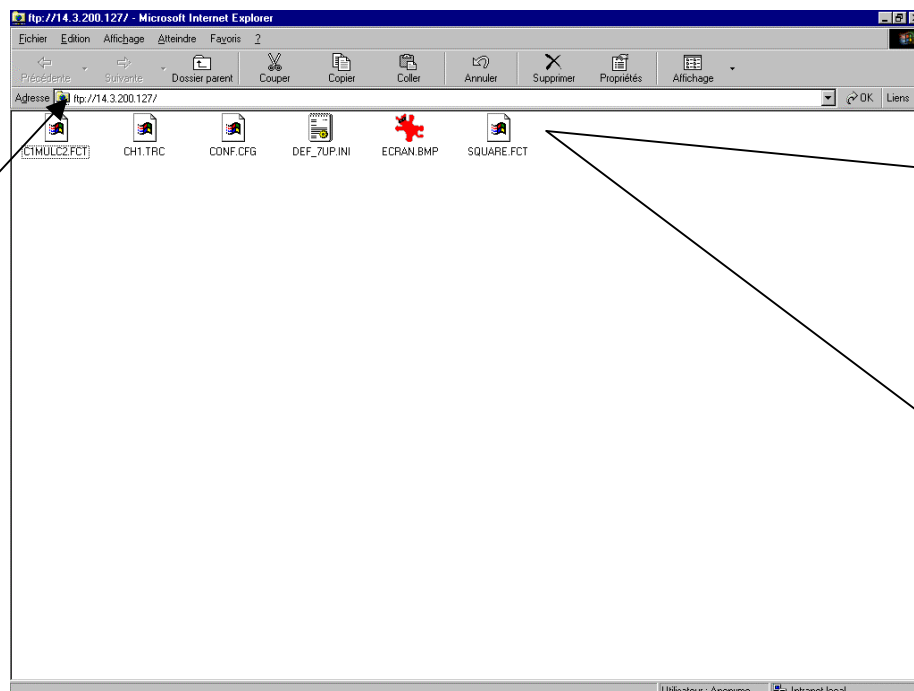 ftp://14.3.200.127/ - Microsoft Internet Explorer
Fichier Edition Affichage Atteindre Favoris ?
Précédente Suivante Dossier parent Couper Copier Coller Annuler Supprimer Propriétés Affichage
Adresse ftp://14.3.200.127/ OK Liens
C1MULC2.FCT CH1.TRC CONF.CFG DEF_7UP.INI ECRAN.BMP SQUARE.FCT
Utilisateur : Anonyme Intranet local